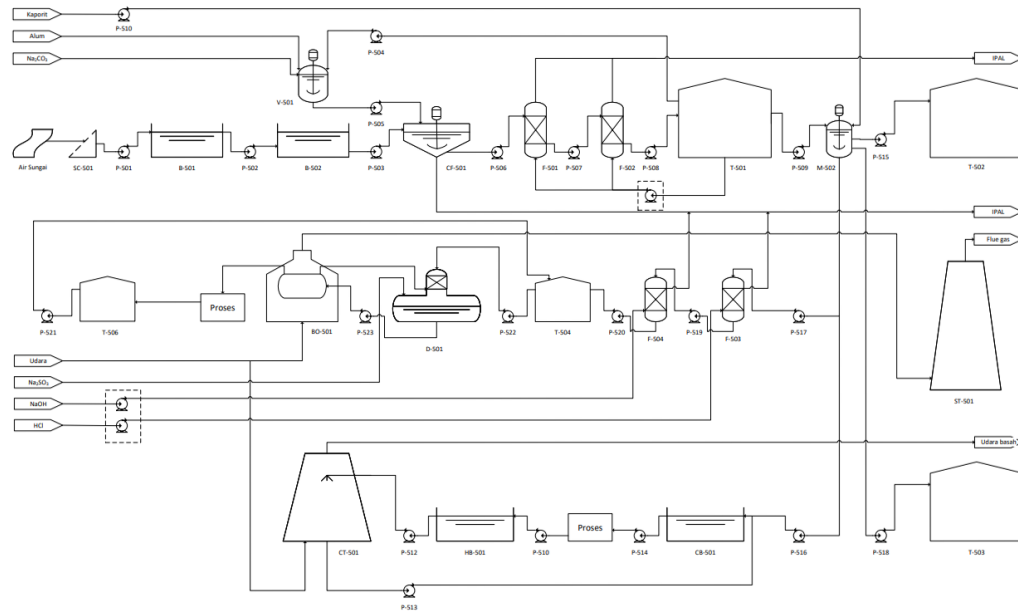 Kaporit
P-510
Alum
P-504
Na₂CO₃
IPAL
V-501
P-505
Air Sungai
SC-501
P-501
B-501
P-502
B-502
P-503
CF-501
P-506
F-501
P-507
F-502
P-508
T-501
P-509
M-502
P-515
T-502
IPAL
Flue gas
P-521
T-506
Proses
BO-501
P-523
D-501
P-522
T-504
P-520
F-504
P-519
F-503
P-517
Udara
Na₂SO₃
NaOH
HCl
ST-501
Udara basah
CT-501
P-512
HB-501
P-510
Proses
P-514
CB-501
P-516
P-518
T-503
P-513